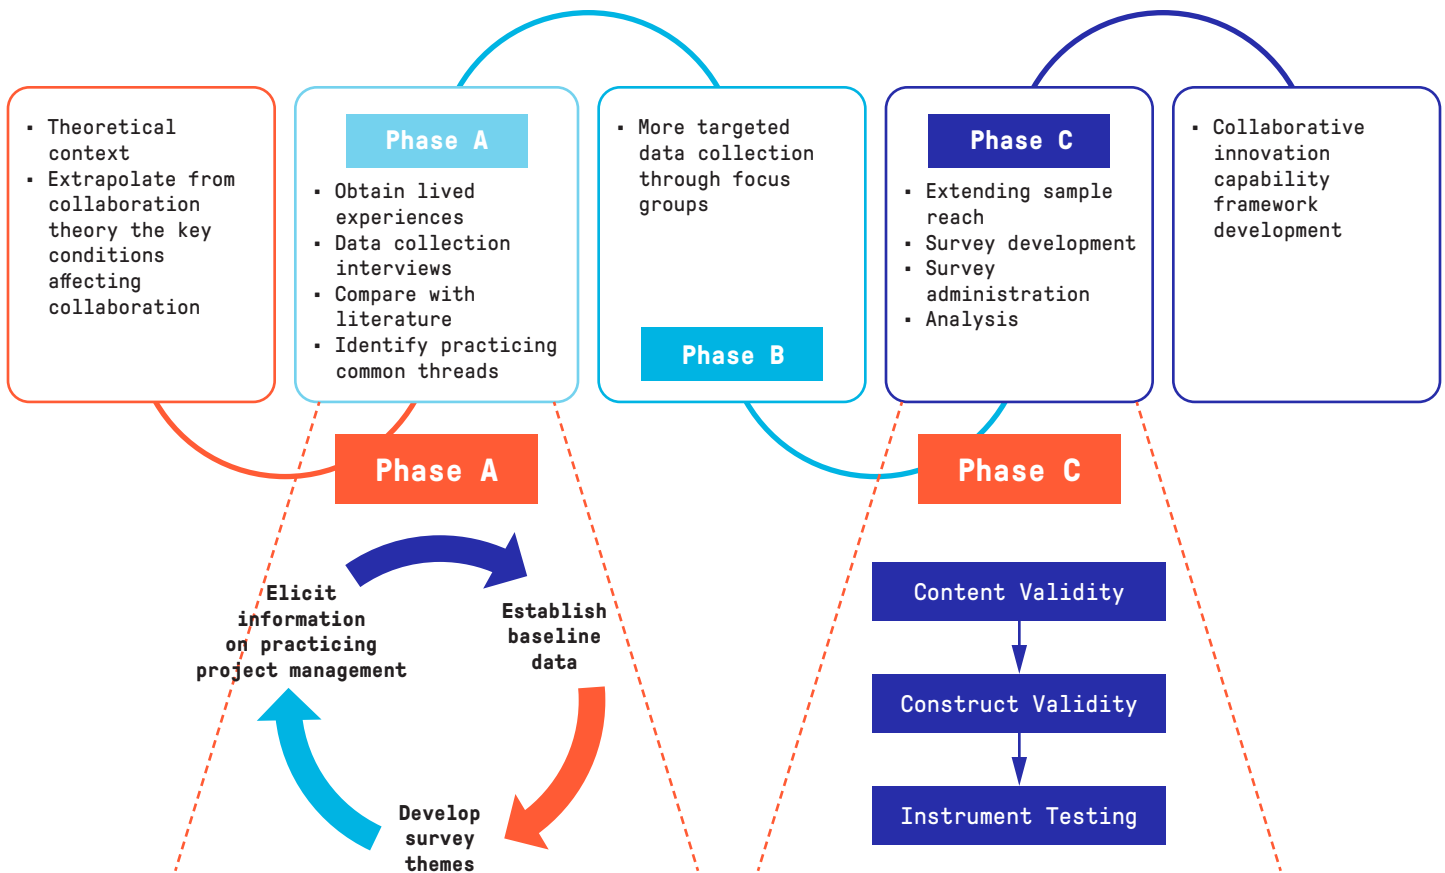 ▪ Theoretical
context
▪ Extrapolate from
collaboration
theory the key
conditions
affecting
collaboration
Phase A
▪ Obtain lived
experiences
▪ Data collection
interviews
▪ Compare with
literature
▪ Identify practicing
common threads
▪ More targeted
data collection
through focus
groups
Phase B
Phase C
▪ Extending sample
reach
▪ Survey development
▪ Survey
administration
▪ Analysis
▪ Collaborative
innovation
capability
framework
development
Phase A
Elicit
information
on practicing
project management
Establish
baseline
data
Develop
survey
themes
Phase C
Content Validity
Construct Validity
Instrument Testing